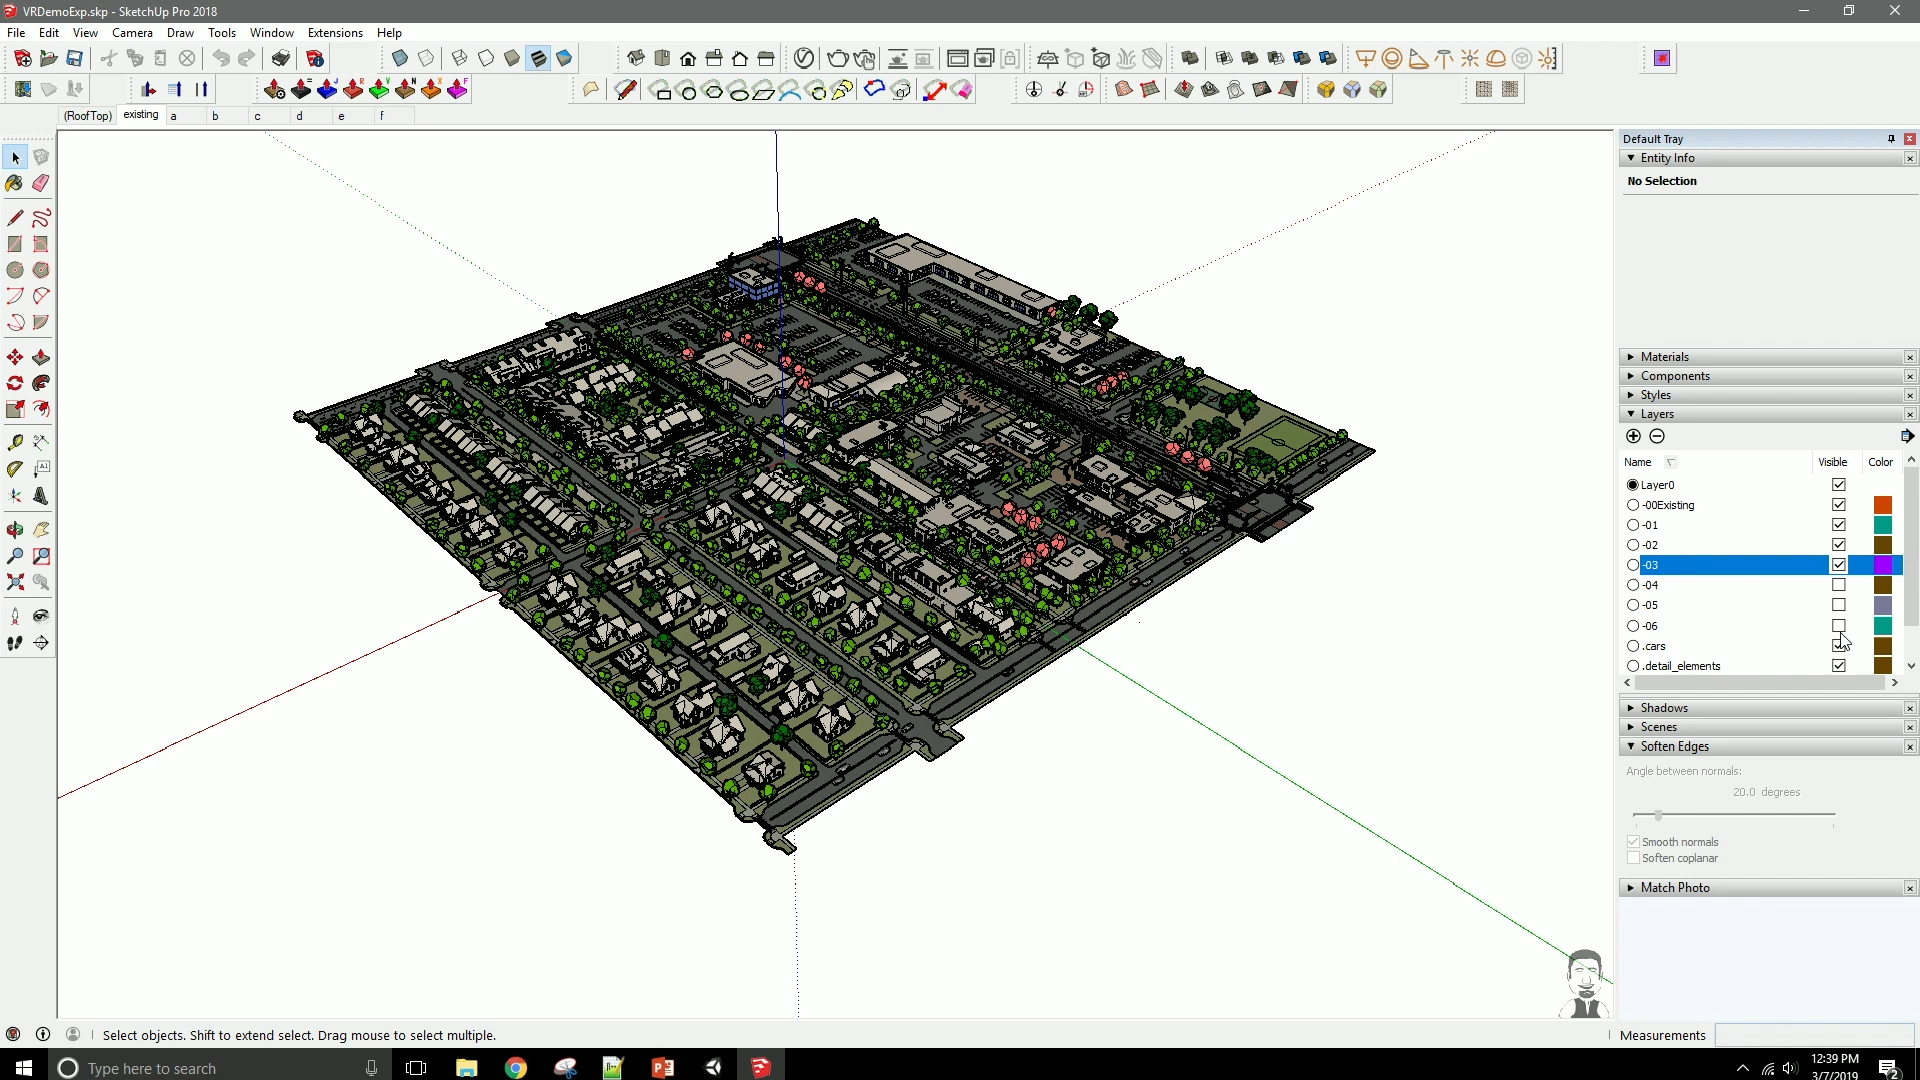 VRDemoExp.skp - SketchUp Pro 2018
File Edit View Camera Draw Tools Window Extensions Help
(RoofTop) existing a b c d e f
Default Tray
Entity Info
No Selection
Materials
Components
Styles
Layers
Name Visible Color
Layer0
-00Existing
-01
-02
-03
-04
-05
-06
.cars
.detail_elements
Shadows
Scenes
Soften Edges
Angle between normals:
20.0 degrees
Smooth normals
Soften coplanar
Match Photo
Select objects. Shift to extend select. Drag mouse to select multiple.
Measurements
Type here to search
12:39 PM
3/7/2019
2